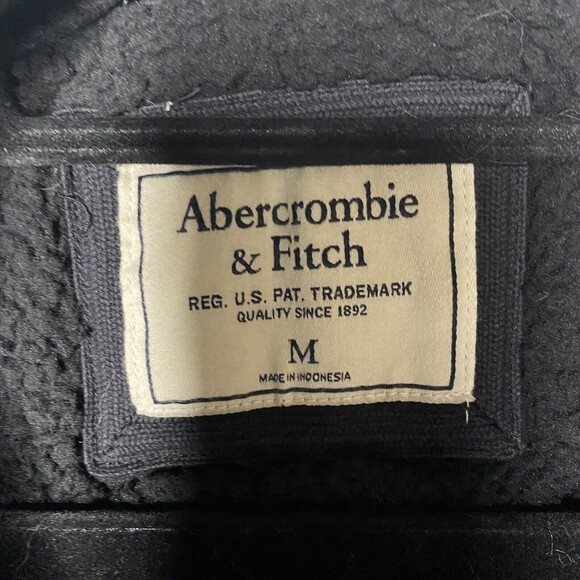 Abercrombie
& Fitch
REG. U.S. PAT. TRADEMARK
QUALITY SINCE 1892
M
MADE IN INDONESIA